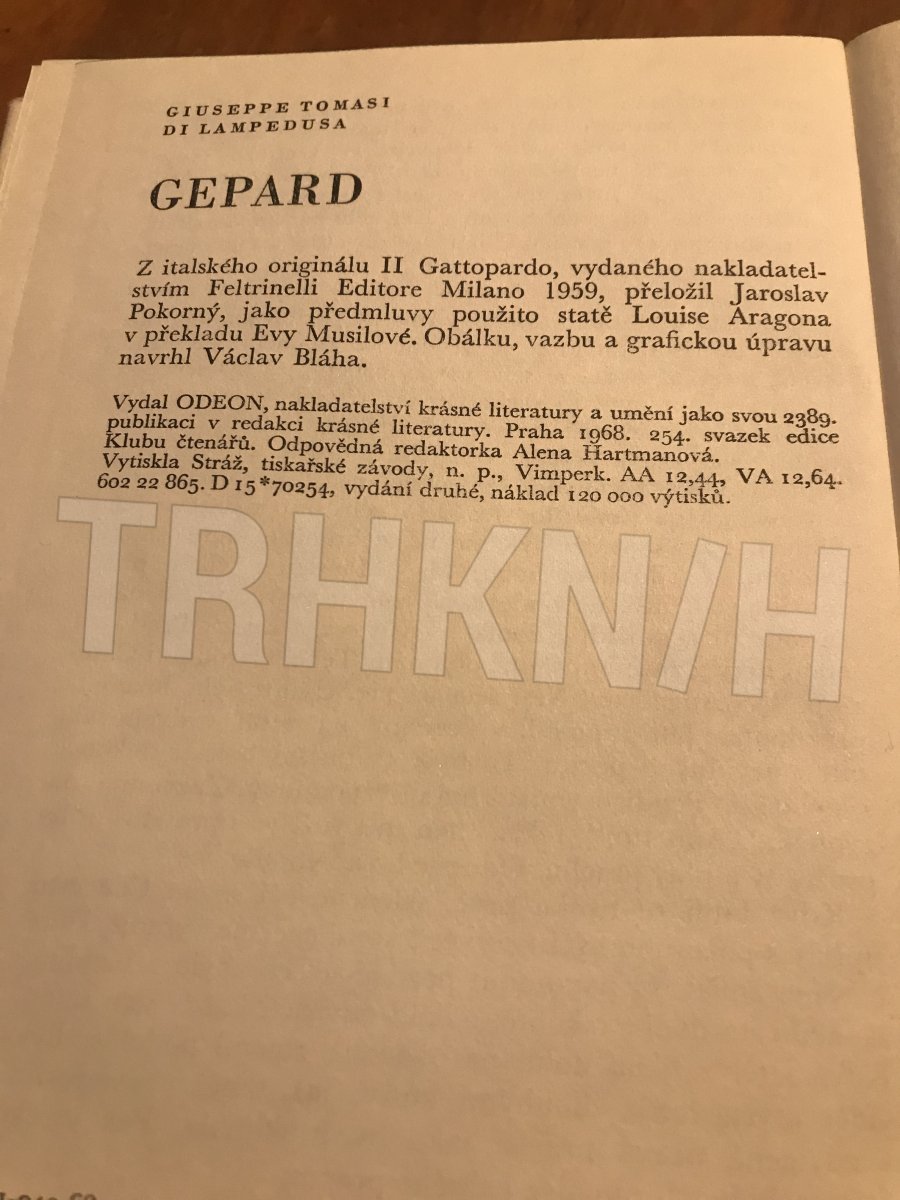 GIUSEPPE TOMASI
DI LAMPEDUSA
GEPARD
Z italského originálu II Gattopardo, vydaného nakladatel-
stvím Feltrinelli Editore Milano 1959, přeložil Jaroslav
Pokorný, jako předmluvy použito statě Louise Aragona
v překladu Evy Musilové. Obálku, vazbu a grafickou úpravu
navrhl Václav Bláha.
Vydal ODEON, nakladatelství krásné literatury a umění jako svou 2389.
publikaci v redakci krásné literatury. Praha 1968. 254. svazek edice
Klubu čtenářů. Odpovědná redaktorka Alena Hartmanová.
Vytiskla Stráž, tiskařské závody, n. p., Vimperk. AA 12,44, VA 12,64.
602 22 865. D 15*70254, vydání druhé, náklad 120 000 výtisků.
TRHKN/H